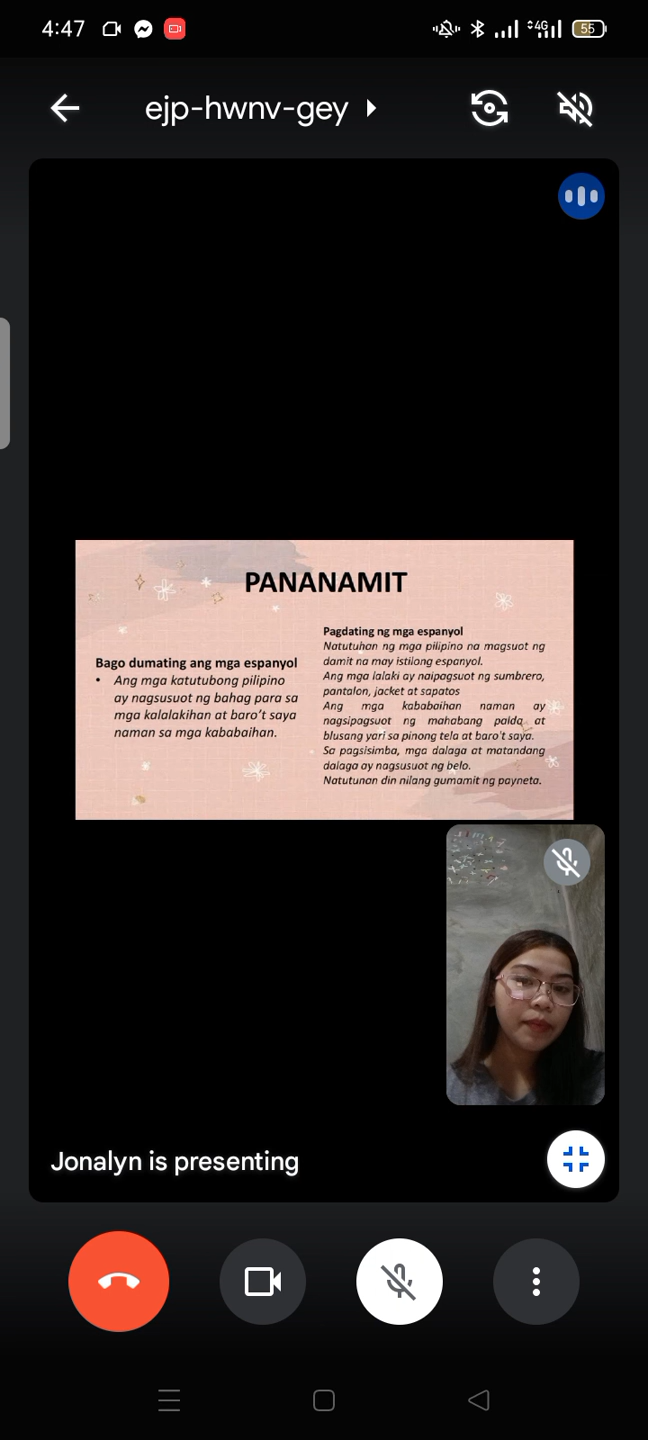 4:47
4G
55
ejp-hwnv-gey
PANANAMIT
Bago dumating ang mga espanyol
• Ang mga katutubong pilipino
ay nagsusuot ng bahag para sa
mga kalalakihan at baro't saya
naman sa mga kababaihan.
Pagdating ng mga espanyol
Natutuhan ng mga pilipino na magsuot ng
damit na may istilong espanyol.
Ang mga lalaki ay naipagsuot ng sumbrero,
pantalon, jacket at sapatos
Ang mga kababaihan naman ay
nagsipagsuot ng mahabang palda at
blusang yari sa pinong tela at baro't saya.
Sa pagsisimba, mga dalaga at matandang
dalaga ay nagsusuot ng belo.
Natutunan din nilang gumamit ng payneta.
Jonalyn is presenting